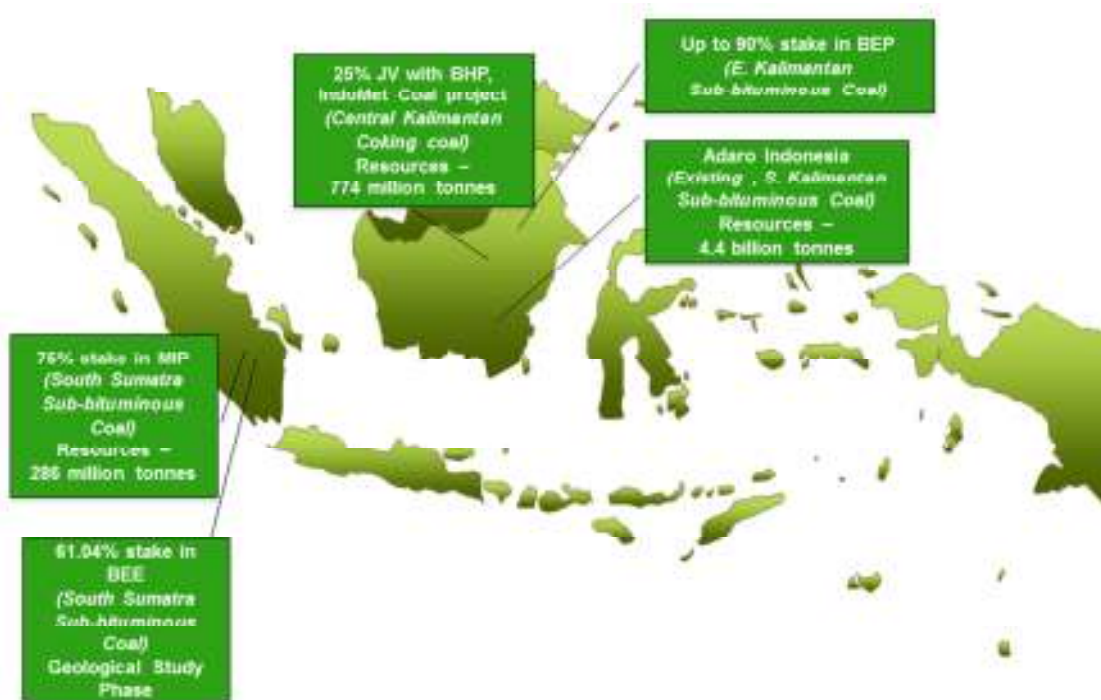 25% JV with BHP,
IndoMet Coal project
(Central Kalimantan
Coking coal)
Resources –
774 million tonnes
Up to 90% stake in BEP
(E. Kalimantan
Sub-bituminous Coal)
Adaro Indonesia
(Existing , S. Kalimantan
Sub-bituminous Coal)
Resources –
4.4 billion tonnes
75% stake in MIP
(South Sumatra
Sub-bituminous
Coal)
Resources –
286 million tonnes
61.04% stake in
BEE
(South Sumatra
Sub-bituminous
Coal)
Geological Study
Phase